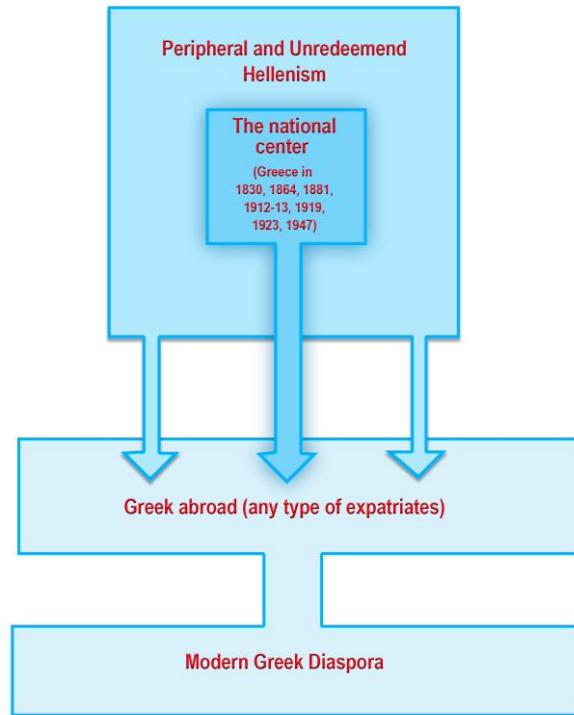 Peripheral and Unredeemend
Hellenism
The national
center
(Greece in
1830, 1864, 1881,
1912-13, 1919,
1923, 1947)
Greek abroad (any type of expatriates)
Modern Greek Diaspora